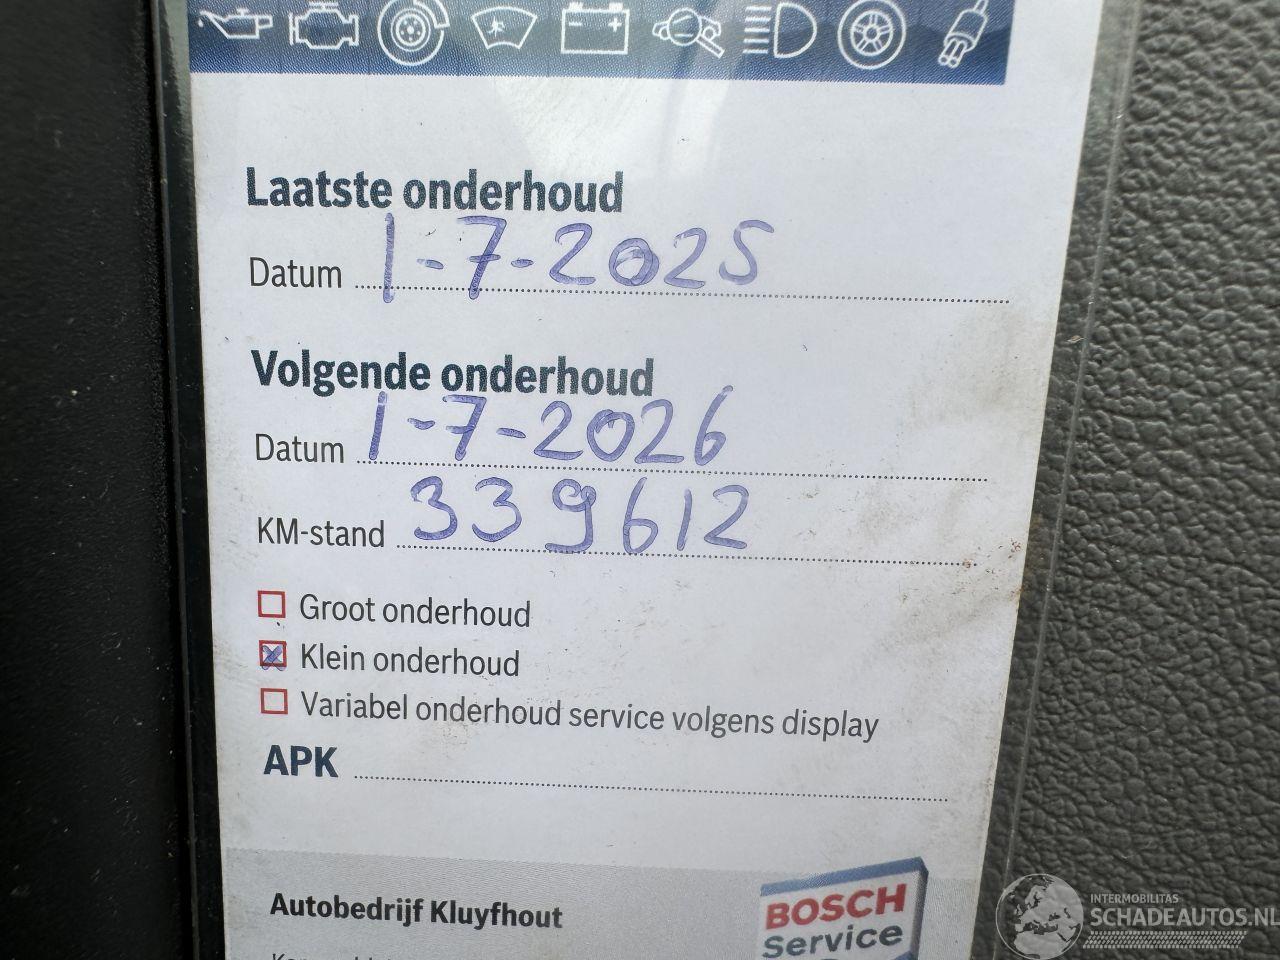 Laatste onderhoud
Datum 1-7-2025
Volgende onderhoud
Datum 1-7-2026
KM-stand 339612
Groot onderhoud
Klein onderhoud
Variabel onderhoud service volgens display
APK
Autobedrijf Kluyfhout
BOSCH
Service
INTERMOBILITAS
SCHADEAUTOS.NL